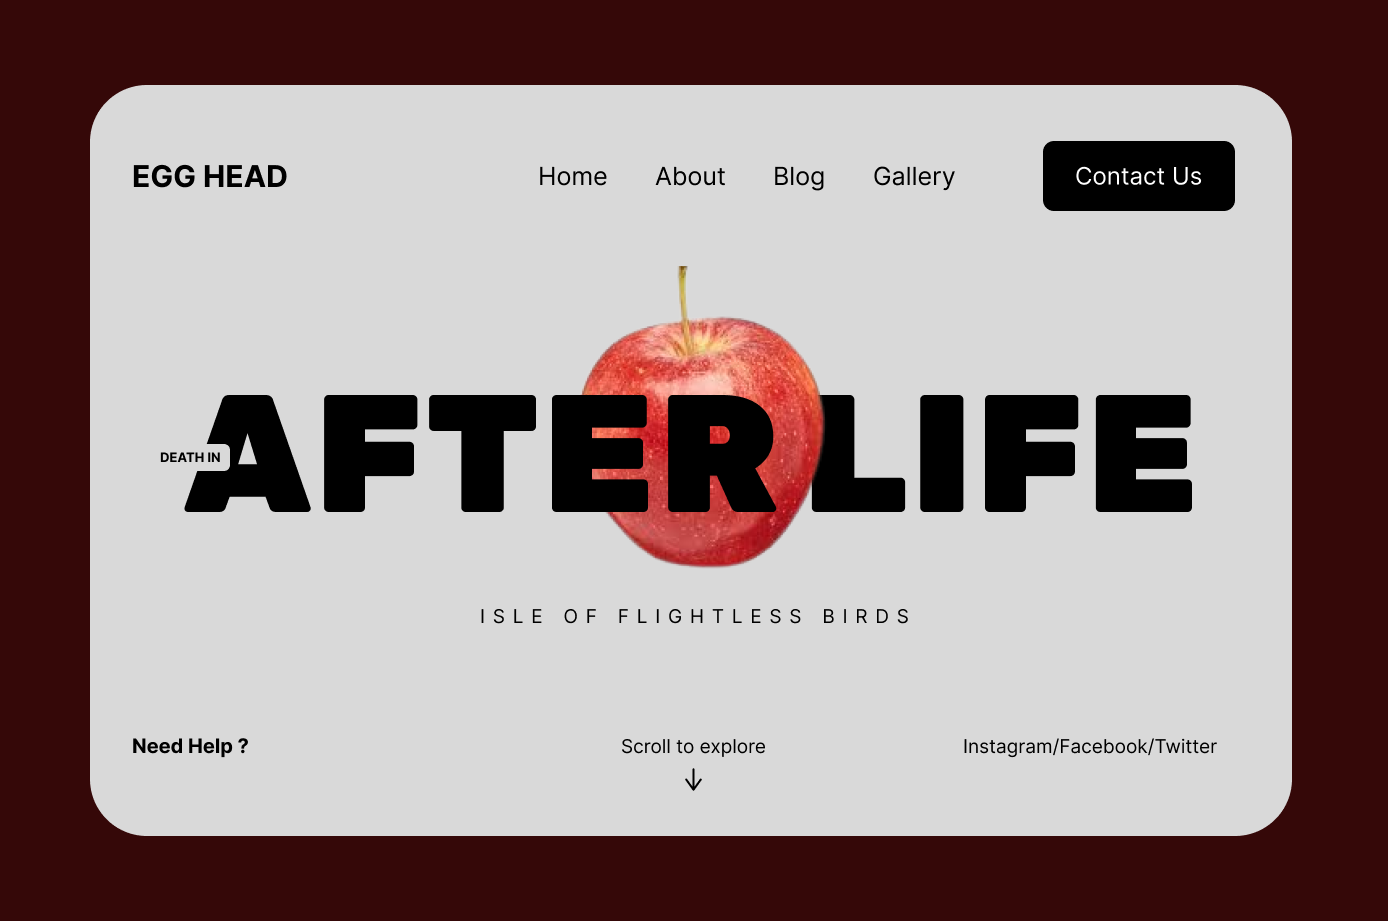 EGG HEAD
Home About Blog Gallery Contact Us
DEATH IN
AFTERLIFE
ISLE OF FLIGHTLESS BIRDS
Need Help ?
Scroll to explore
Instagram/Facebook/Twitter